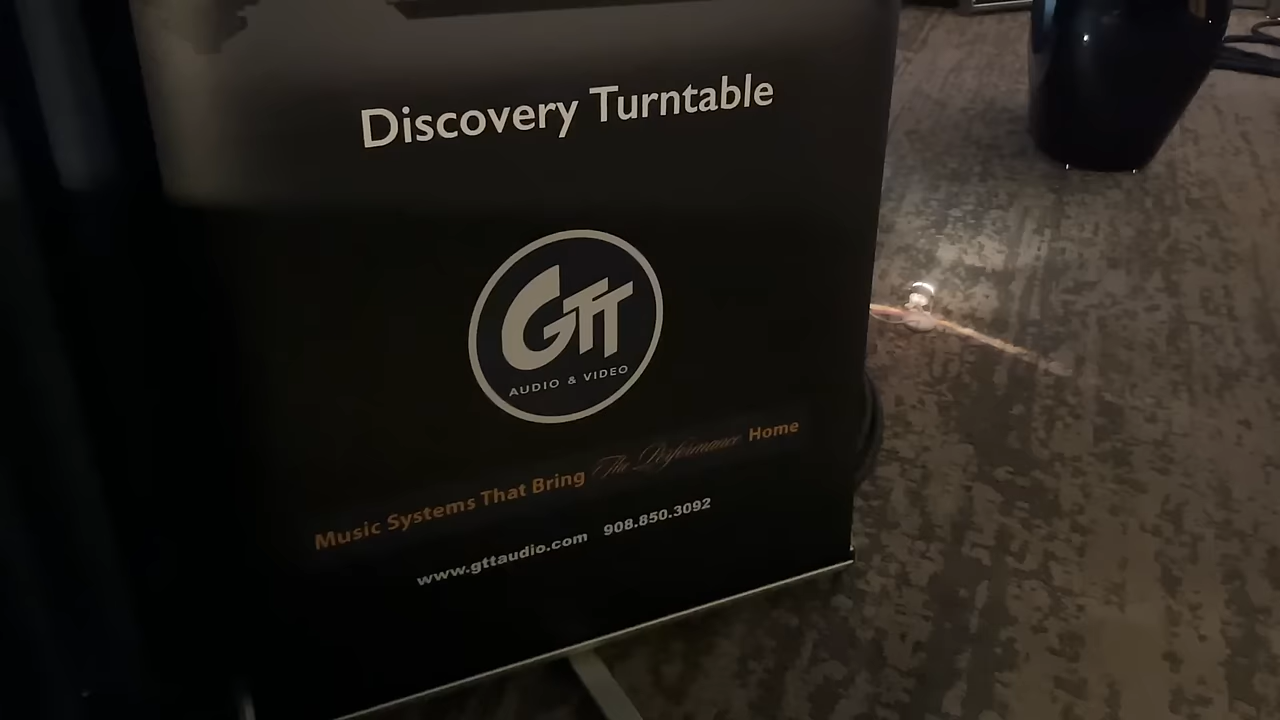 Discovery Turntable
GTT
AUDIO & VIDEO
Music Systems That Bring The Performance Home
www.gttaudio.com 908.850.3092